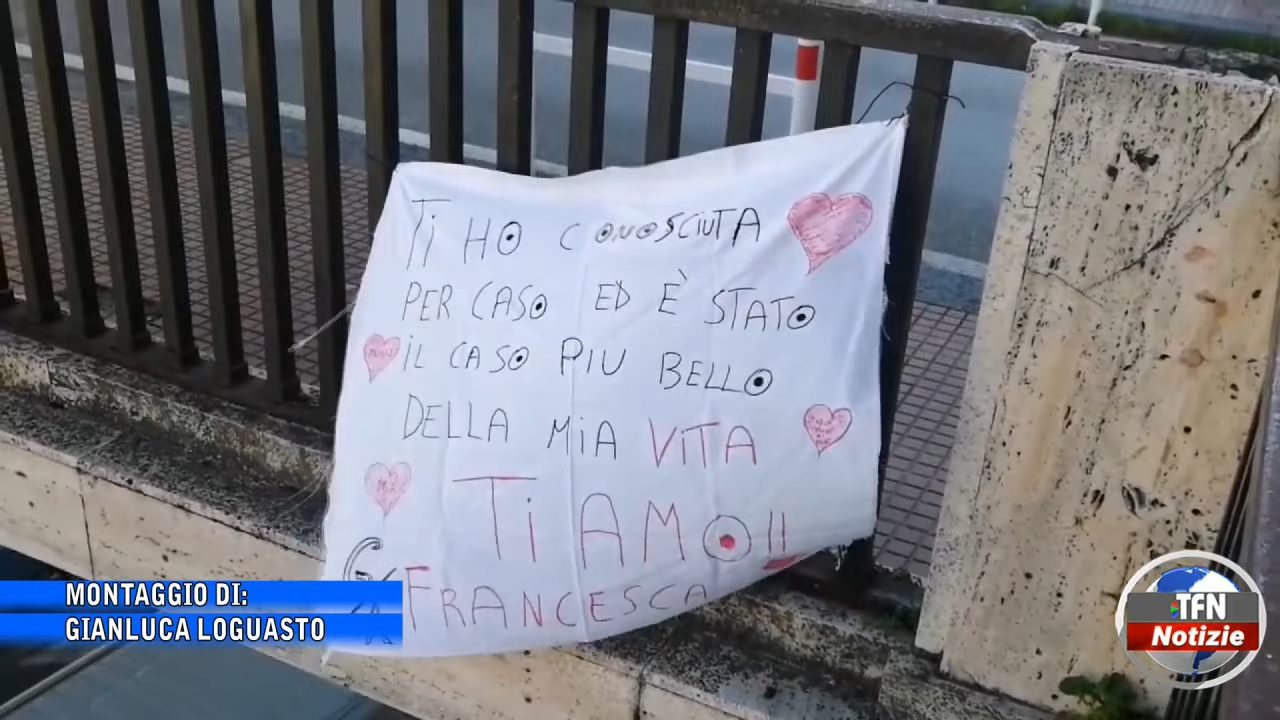 TI HO CONOSCIUTA
PER CASO ED È STATO
IL CASO PIU BELLO
DELLA MIA VITA
TI AMO!!
FRANCESCA
MONTAGGIO DI:
GIANLUCA LOGUASTO
TFN
Notizie